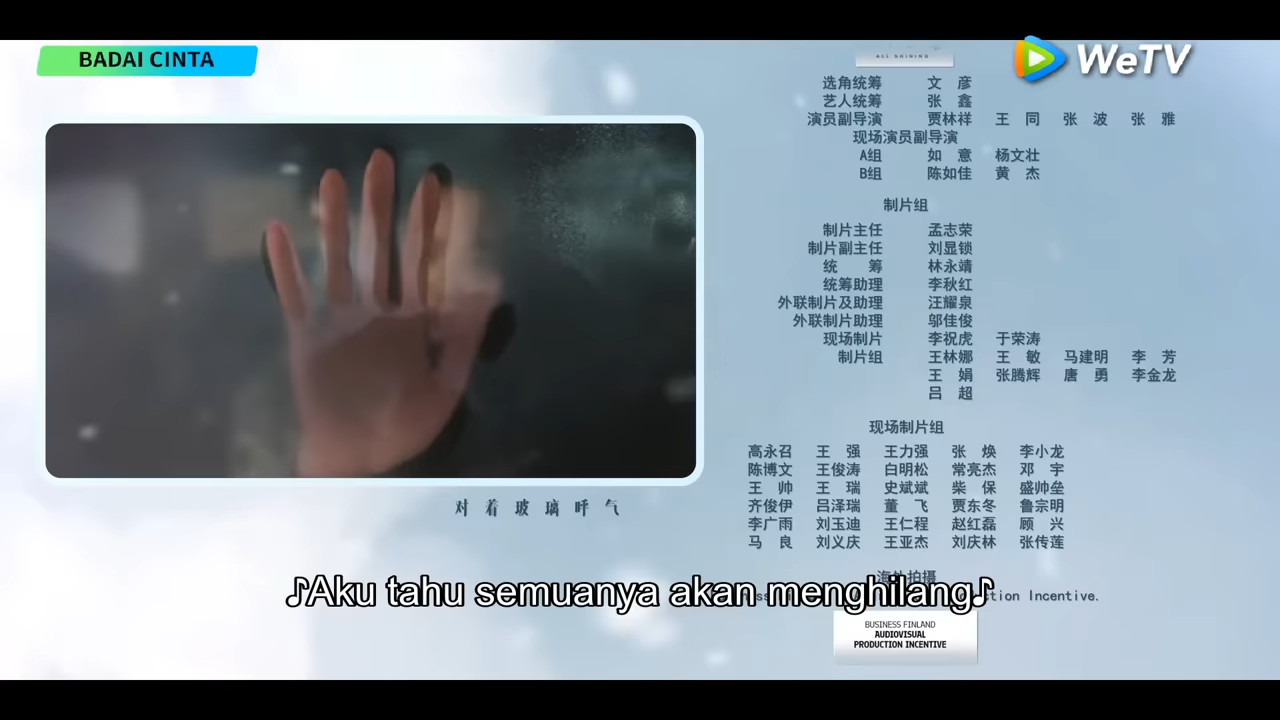 BADAI CINTA
WeTV
ALL SHINING
选角统筹 文 彦
艺人统筹 张 鑫
演员副导演 贾林祥 王 同 张 波 张 雅
现场演员副导演
A组 如 意 杨文壮
B组 陈如佳 黄 杰
制片组
制片主任 孟志荣
制片副主任 刘显锁
统 筹 林永靖
统筹助理 李秋红
外联制片及助理 汪耀泉
外联制片助理 邬佳俊
现场制片 李祝虎 于荣涛
制片组 王林娜 王 敏 马建明 李 芳
王 娟 张腾辉 唐 勇 李金龙
吕 超
现场制片组
高永召 王 强 王力强 张 焕 李小龙
陈博文 王俊涛 白明松 常亮杰 邓 宇
王 帅 王 瑞 史斌斌 柴 保 盛帅垒
齐俊伊 吕泽瑞 董 飞 贾东冬 鲁宗明
李广雨 刘玉迪 王仁程 赵红磊 顾 兴
马 良 刘义庆 王亚杰 刘庆林 张传莲
对着玻璃呼气
海外拍摄
♪Aku tahu semuanya akan menghilang♪
Incentive.
BUSINESS FINLAND
AUDIOVISUAL
PRODUCTION INCENTIVE